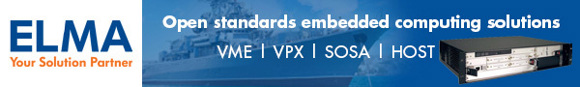 ELMA
Your Solution Partner
Open standards embedded computing solutions
VME | VPX | SOSA | HOST